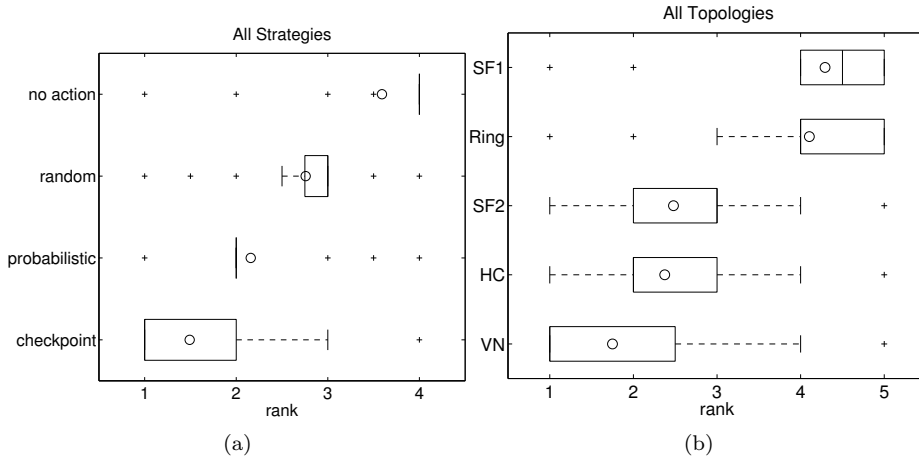 All Strategies
no action
random
probabilistic
checkpoint
1 2 3 4
rank
(a)
All Topologies
SF1
Ring
SF2
HC
VN
1 2 3 4 5
rank
(b)